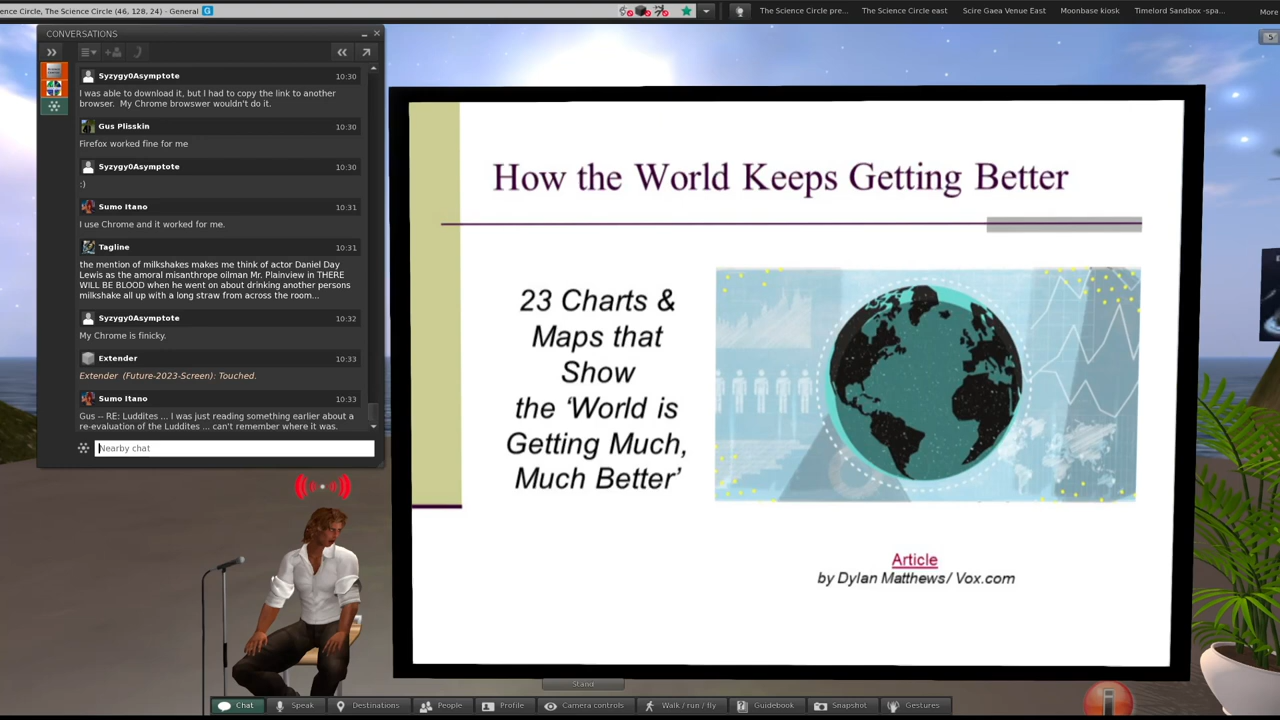 ence Circle, The Science Circle (46, 128, 24) - General
G
The Science Circle pre...
The Science Circle east
Scire Gaea Venue East
Moonbase kiosk
Timelord Sandbox -spa...
More
CONVERSATIONS
Syzygy0Asymptote 10:30
I was able to download it, but I had to copy the link to another
browser. My Chrome browswer wouldn't do it.
Gus Plisskin 10:30
Firefox worked fine for me
Syzygy0Asymptote 10:30
:)
Sumo Itano 10:31
I use Chrome and it worked for me.
Tagline 10:31
the mention of milkshakes makes me think of actor Daniel Day
Lewis as the amoral misanthrope oilman Mr. Plainview in THERE
WILL BE BLOOD when he went on about drinking another persons
milkshake all up with a long straw from across the room...
Syzygy0Asymptote 10:32
My Chrome is finicky.
Extender 10:33
Extender (Future-2023-Screen): Touched.
Sumo Itano 10:33
Gus -- RE: Luddites ... I was just reading something earlier about a
re-evaluation of the Luddites ... can't remember where it was.
Nearby chat
How the World Keeps Getting Better
23 Charts &
Maps that
Show
the ‘World is
Getting Much,
Much Better’
Article
by Dylan Matthews/ Vox.com
Stand
Chat
Speak
Destinations
People
Profile
Camera controls
Walk / run / fly
Guidebook
Snapshot
Gestures